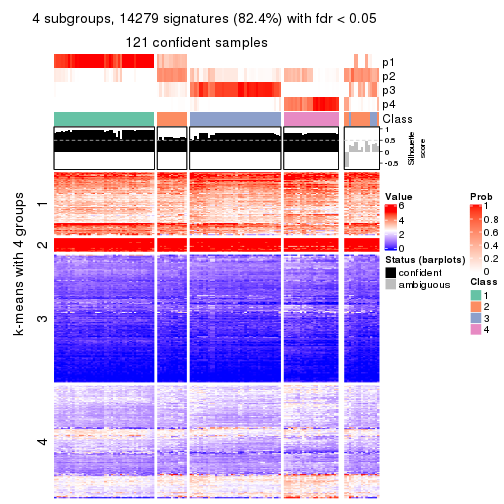 4 subgroups, 14279 signatures (82.4%) with fdr < 0.05
121 confident samples
p1
p2
p3
p4
Class
1
0.5
0
-0.5
Silhouette
score
k-means with 4 groups
1
2
3
4
Value
6
4
2
0
Status (barplots)
confident
ambiguous
Prob
1
0.8
0.6
0.4
0.2
0
Class
1
2
3
4